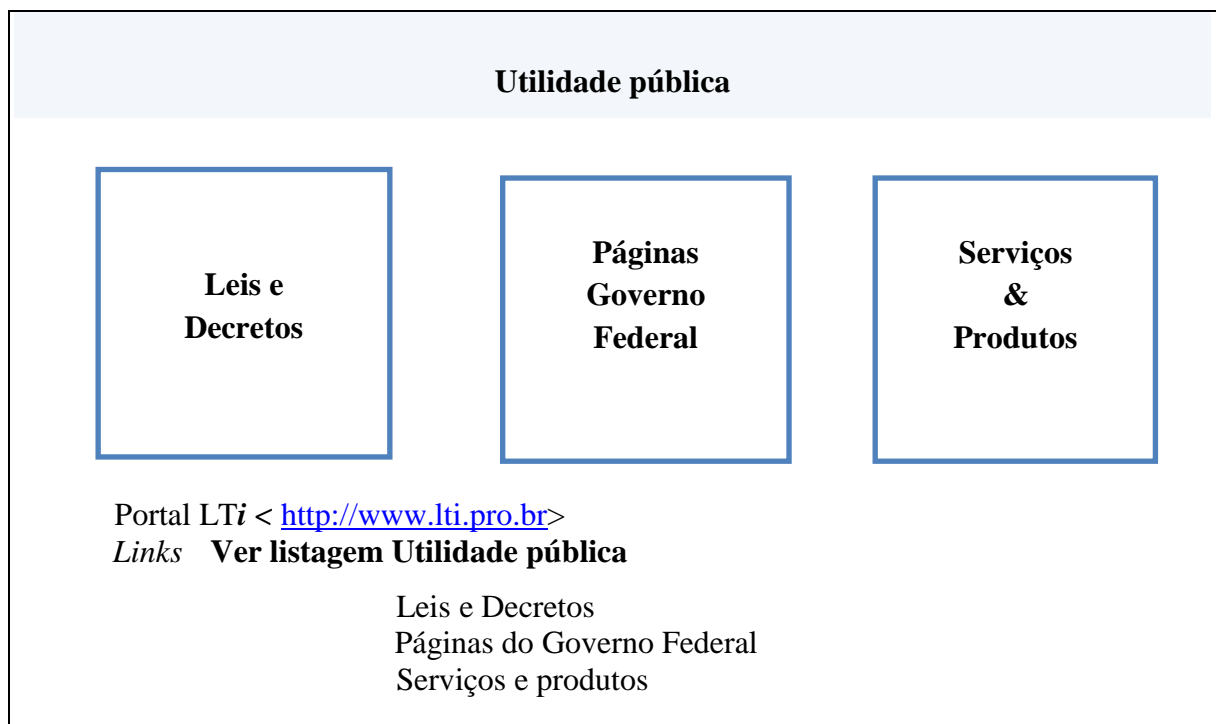 Utilidade pública
Leis e
Decretos
Páginas
Governo
Federal
Serviços
&
Produtos
Portal LTi < http://www.lti.pro.br>
Links Ver listagem Utilidade pública
Leis e Decretos
Páginas do Governo Federal
Serviços e produtos